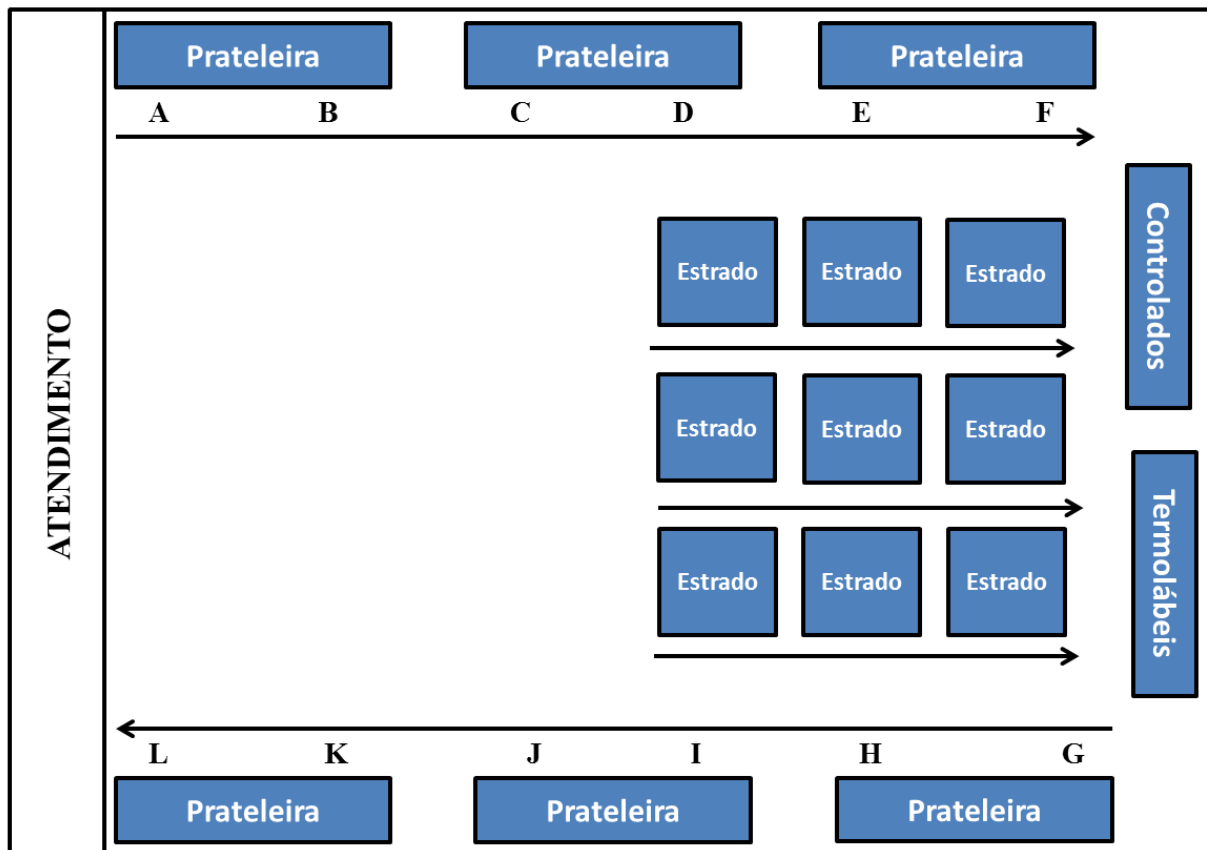 Prateleira Prateleira Prateleira
A B C D E F
ATENDIMENTO
Estrado Estrado Estrado
Controlados
Estrado Estrado Estrado
Termolábeis
Estrado Estrado Estrado
L K J I H G
Prateleira Prateleira Prateleira